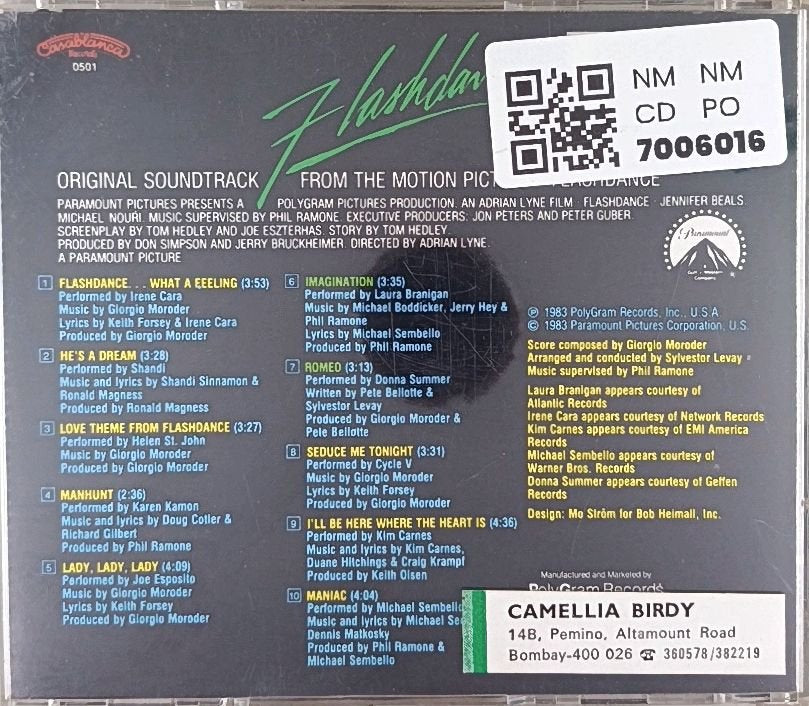 Casablanca
Records
0501
Flashdan
NM NM
CD PO
7006016
ORIGINAL SOUNDTRACK FROM THE MOTION PICT FLASHDANCE
PARAMOUNT PICTURES PRESENTS A POLYGRAM PICTURES PRODUCTION. AN ADRIAN LYNE FILM · FLASHDANCE · JENNIFER BEALS.
MICHAEL NOURI. MUSIC SUPERVISED BY PHIL RAMONE. EXECUTIVE PRODUCERS: JON PETERS AND PETER GUBER.
SCREENPLAY BY TOM HEDLEY AND JOE ESZTERHAS. STORY BY TOM HEDLEY.
PRODUCED BY DON SIMPSON AND JERRY BRUCKHEIMER. DIRECTED BY ADRIAN LYNE.
A PARAMOUNT PICTURE
Paramount
A Gulf + Western
Company
1 FLASHDANCE. . . WHAT A EEELING (3:53)
Performed by Irene Cara
Music by Giorgio Moroder
Lyrics by Keith Forsey & Irene Cara
Produced by Giorgio Moroder
2 HE'S A DREAM (3:28)
Performed by Shandi
Music and lyrics by Shandi Sinnamon &
Ronald Magness
Produced by Ronald Magness
3 LOVE THEME FROM FLASHDANCE (3:27)
Performed by Helen St. John
Music by Giorgio Moroder
Produced by Giorgio Moroder
4 MANHUNT (2:36)
Performed by Karen Kamon
Music and lyrics by Doug Cotler &
Richard Gilbert
Produced by Phil Ramone
5 LADY, LADY, LADY (4:09)
Performed by Joe Esposito
Music by Giorgio Moroder
Lyrics by Keith Forsey
Produced by Giorgio Moroder
6 IMAGINATION (3:35)
Performed by Laura Branigan
Music by Michael Boddicker, Jerry Hey &
Phil Ramone
Lyrics by Michael Sembello
Produced by Phil Ramone
7 ROMEO (3:13)
Performed by Donna Summer
Written by Pete Bellotte &
Sylvester Levay
Produced by Giorgio Moroder &
Pete Bellotte
8 SEDUCE ME TONIGHT (3:31)
Performed by Cycle V
Music by Giorgio Moroder
Lyrics by Keith Forsey
Produced by Giorgio Moroder
9 I'LL BE HERE WHERE THE HEART IS (4:36)
Performed by Kim Carnes
Music and lyrics by Kim Carnes,
Duane Hitchings & Craig Krampf
Produced by Keith Olsen
10 MANIAC (4:04)
Performed by Michael Sembello
Music and lyrics by Michael Se
Dennis Matkosky
Produced by Phil Ramone &
Michael Sembello
℗ 1983 PolyGram Records, Inc., U.S.A
© 1983 Paramount Pictures Corporation, U.S.
Score composed by Giorgio Moroder
Arranged and conducted by Sylvestor Levay
Music supervised by Phil Ramone
Laura Branigan appears courtesy of
Atlantic Records
Irene Cara appears courtesy of Network Records
Kim Carnes appears courtesy of EMI America
Records
Michael Sembello appears courtesy of
Warner Bros. Records
Donna Summer appears courtesy of Geffen
Records
Design: Mo Ström for Bob Heimall, Inc.
Manufactured and Marketed by
PolyGram Records
CAMELLIA BIRDY
14B, Pemino, Altamount Road
Bombay-400 026 ☎ 360578/382219